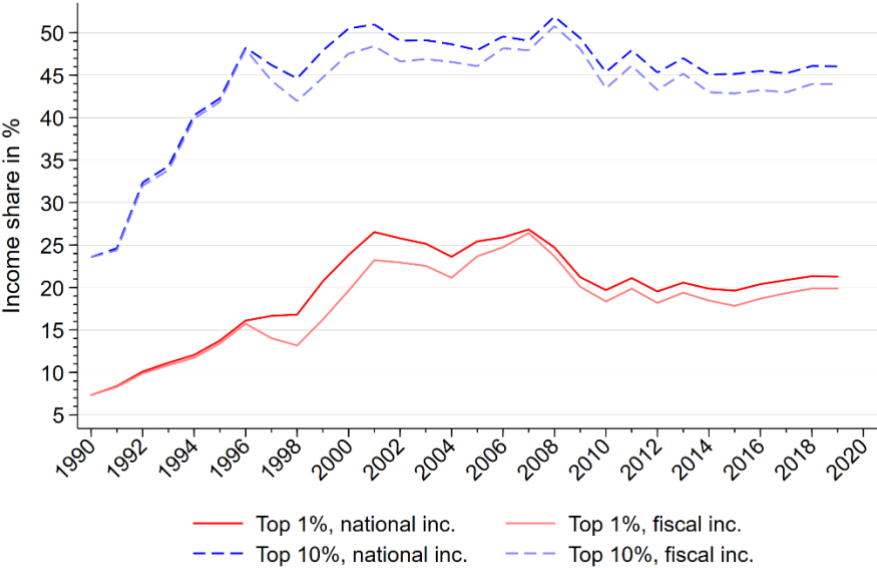 Income share in %
50
45
40
35
30
25
20
15
10
5
1990 1992 1994 1996 1998 2000 2002 2004 2006 2008 2010 2012 2014 2016 2018 2020
Top 1%, national inc. Top 1%, fiscal inc.
Top 10%, national inc. Top 10%, fiscal inc.